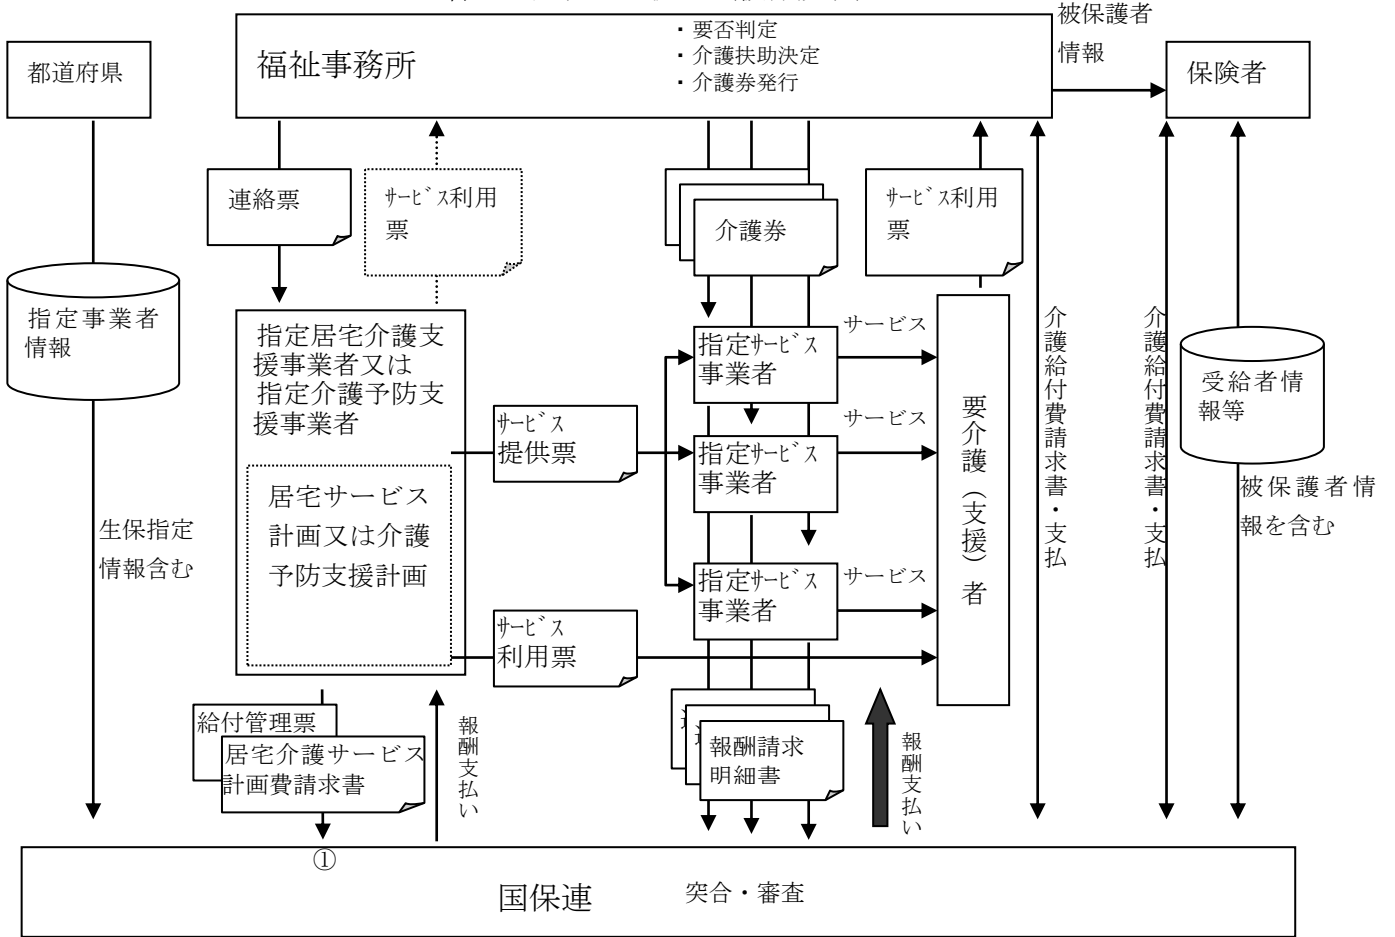 被保護者
情報
都道府県
福祉事務所
・要否判定
・介護扶助決定
・介護券発行
保険者
連絡票
ｻｰﾋﾞｽ利用
票
介護券
ｻｰﾋﾞｽ利用
票
指定事業者
情報
指定居宅介護支
援事業者又は
指定介護予防支
援事業者
居宅サービス
計画又は介護
予防支援計画
ｻｰﾋﾞｽ
提供票
ｻｰﾋﾞｽ
利用票
指定ｻｰﾋﾞｽ
事業者
サービス
指定ｻｰﾋﾞｽ
事業者
サービス
指定ｻｰﾋﾞｽ
事業者
サービス
要介護（支援）者
介護給付費請求書・支払
介護給付費請求書・支払
受給者情
報等
被保護者情
報を含む
生保指定
情報含む
給付管理票
居宅介護サービス
計画費請求書
報酬支払い
報酬請求
明細書
報酬支払い
①
国保連
突合・審査